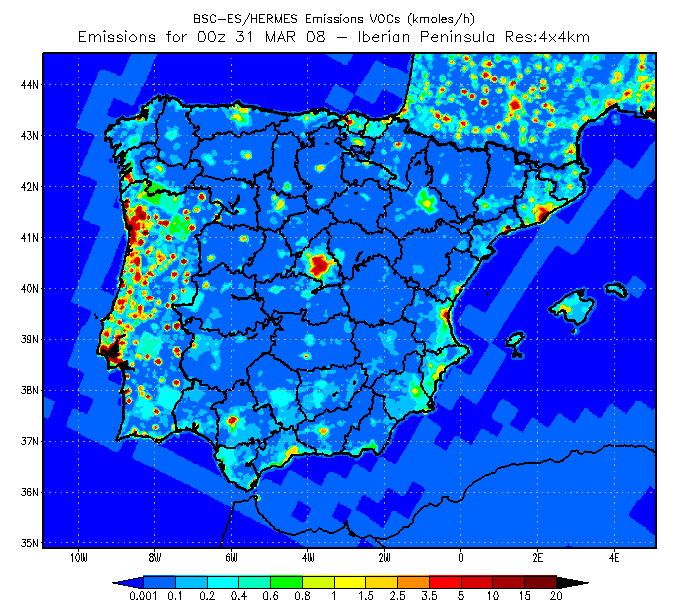 BSC-ES/HERMES Emissions VOCs (kmoles/h)
Emissions for 00z 31 MAR 08 - Iberian Peninsula Res:4x4km
44N
43N
42N
41N
40N
39N
38N
37N
36N
35N
10W 8W 6W 4W 2W 0 2E 4E
0.001 0.1 0.2 0.4 0.6 0.8 1 1.5 2.5 3.5 5 10 15 20